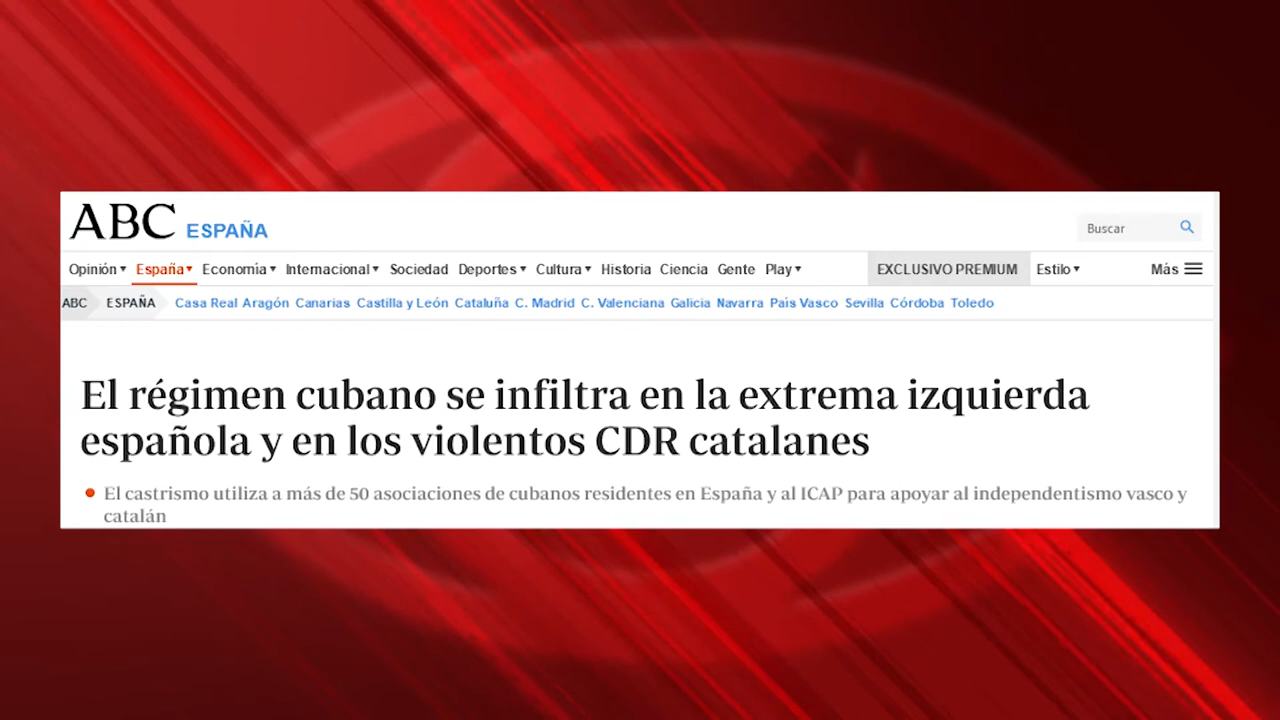 ABC ESPAÑA
Buscar
Opinión España Economía Internacional Sociedad Deportes Cultura Historia Ciencia Gente Play EXCLUSIVO PREMIUM Estilo Más
ABC ESPAÑA Casa Real Aragón Canarias Castilla y León Cataluña C. Madrid C. Valenciana Galicia Navarra País Vasco Sevilla Córdoba Toledo
El régimen cubano se infiltra en la extrema izquierda
española y en los violentos CDR catalanes
El castrismo utiliza a más de 50 asociaciones de cubanos residentes en España y al ICAP para apoyar al independentismo vasco y
catalán